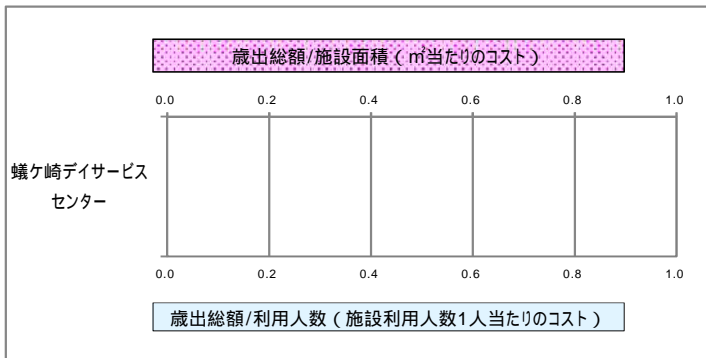 歳出総額/施設面積（㎡当たりのコスト）
0.0 0.2 0.4 0.6 0.8 1.0
蟻ケ崎デイサービス
センター
0.0 0.2 0.4 0.6 0.8 1.0
歳出総額/利用人数（施設利用人数1人当たりのコスト）